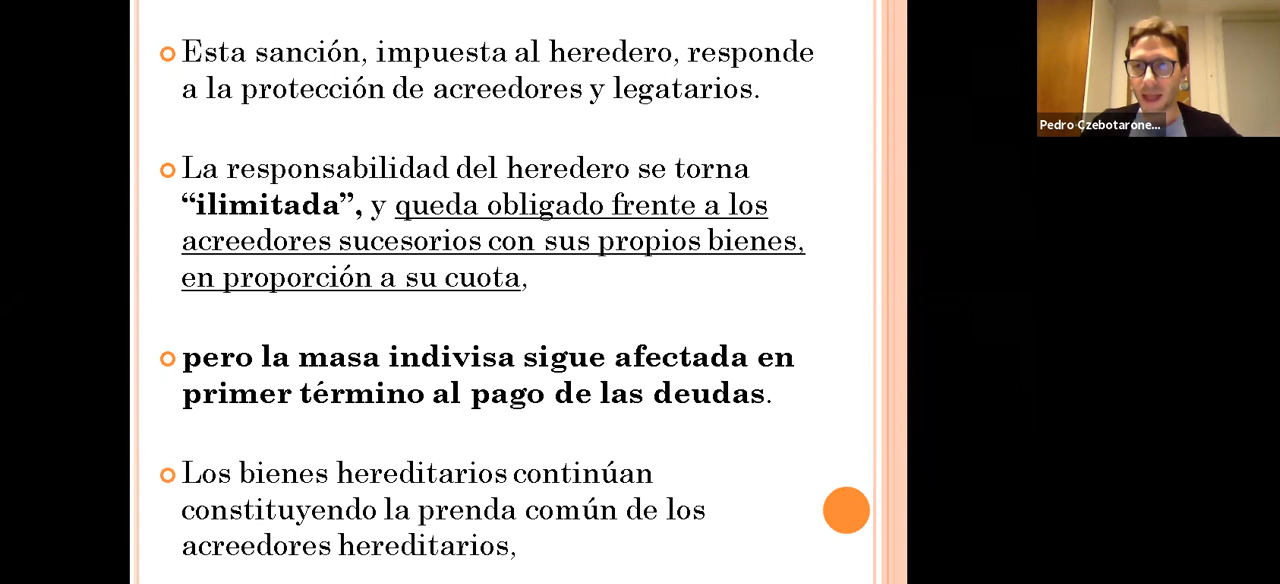 Esta sanción, impuesta al heredero, responde
a la protección de acreedores y legatarios.
La responsabilidad del heredero se torna
“ilimitada”, y queda obligado frente a los
acreedores sucesorios con sus propios bienes,
en proporción a su cuota,
pero la masa indivisa sigue afectada en
primer término al pago de las deudas.
Los bienes hereditarios continúan
constituyendo la prenda común de los
acreedores hereditarios,
Pedro Czebotarone...